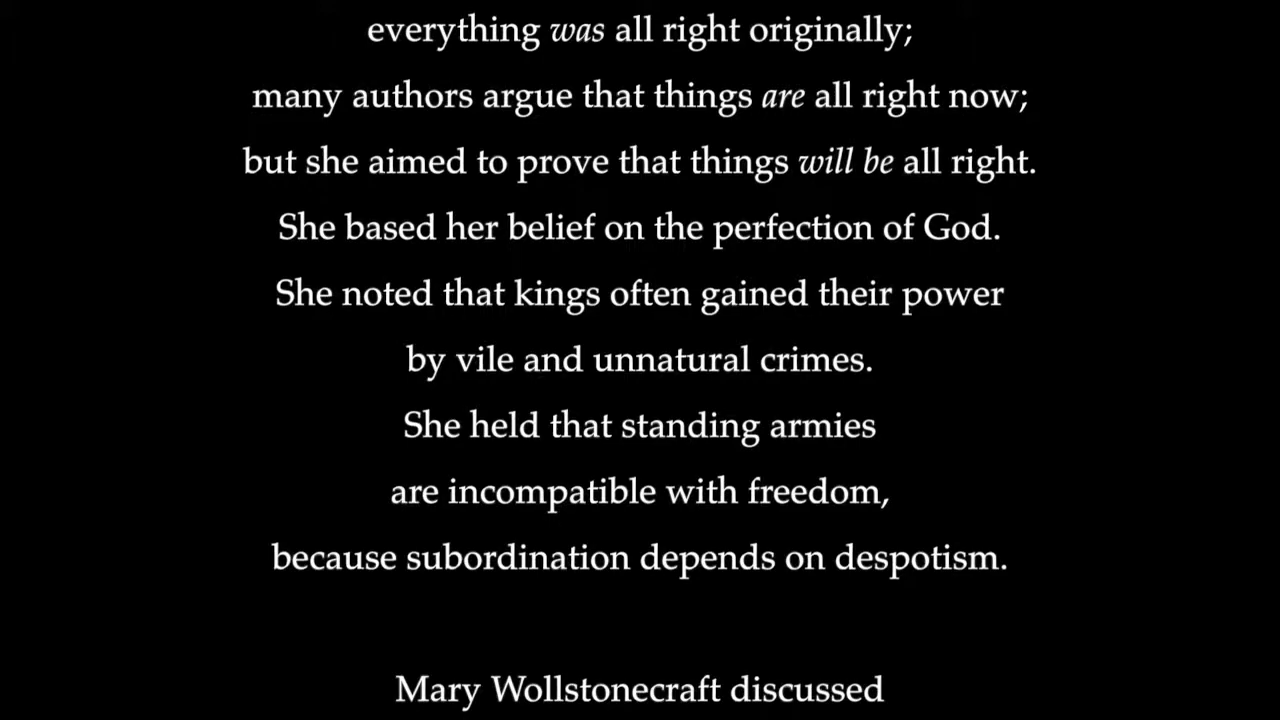 everything was all right originally;
many authors argue that things are all right now;
but she aimed to prove that things will be all right.
She based her belief on the perfection of God.
She noted that kings often gained their power
by vile and unnatural crimes.
She held that standing armies
are incompatible with freedom,
because subordination depends on despotism.
Mary Wollstonecraft discussed